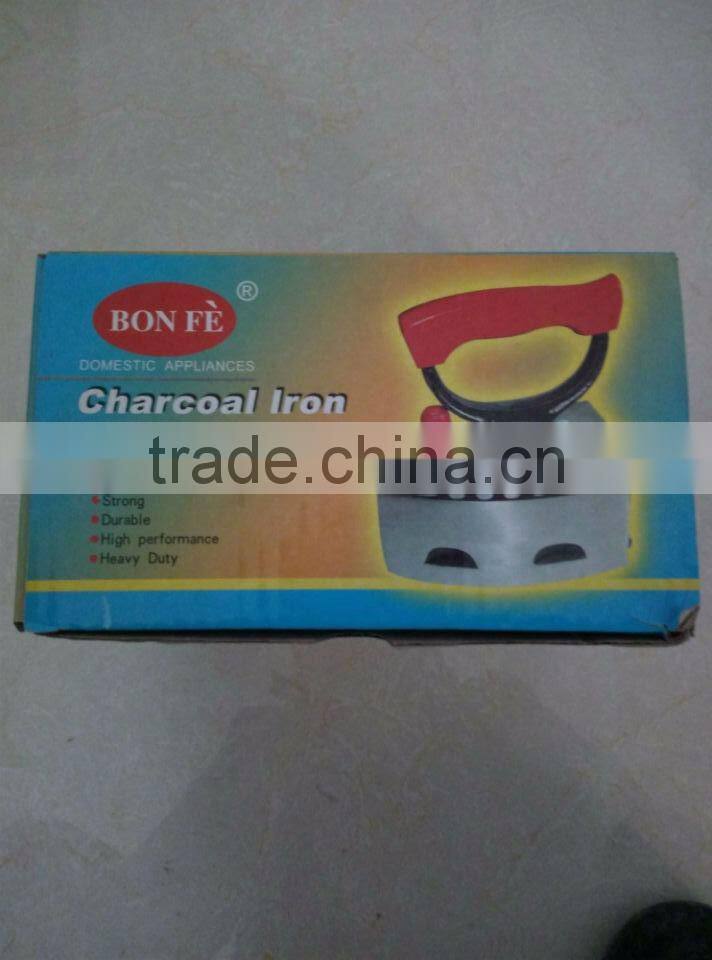 BON FÈ ®
DOMESTIC APPLIANCES
Charcoal Iron
trade.china.cn
Strong
Durable
High performance
Heavy Duty